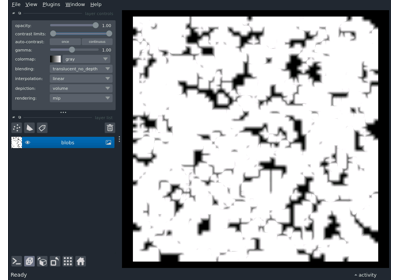 File View Plugins Window Help
opacity: 1.00
contrast limits:
auto-contrast: once continuous
gamma: 1.00
colormap: gray
blending: translucent_no_depth
interpolation: linear
depiction: volume
rendering: mip
blobs
Ready
activity